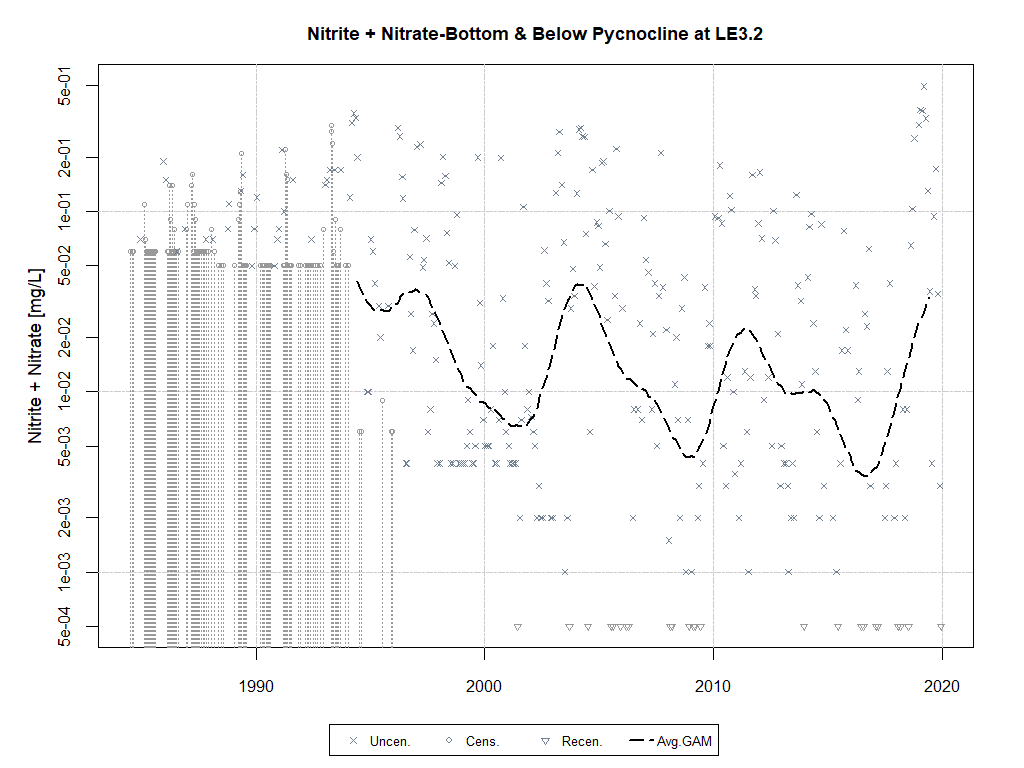 Nitrite + Nitrate-Bottom & Below Pycnocline at LE3.2
Nitrite + Nitrate [mg/L]
5e-01
2e-01
1e-01
5e-02
2e-02
1e-02
5e-03
2e-03
1e-03
5e-04
1990 2000 2010 2020
Uncen. Cens. Recen. Avg.GAM